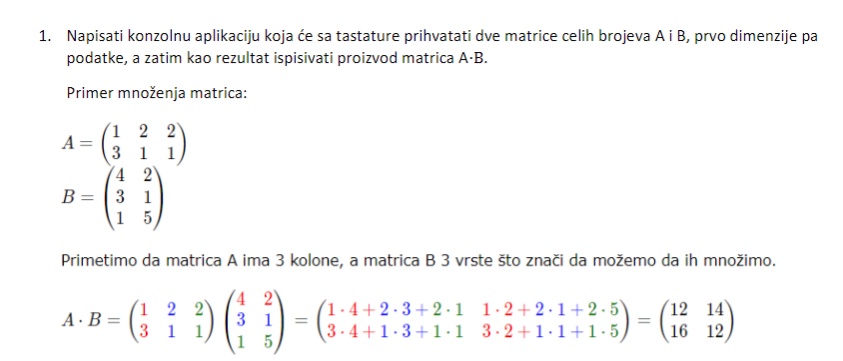 1. Napisati konzolnu aplikaciju koja će sa tastature prihvatati dve matrice celih brojeva A i B, prvo dimenzije pa
podatke, a zatim kao rezultat ispisivati proizvod matrica A·B.
Primer množenja matrica:
A = (1 2 2
3 1 1)
B = (4 2
3 1
1 5)
Primetimo da matrica A ima 3 kolone, a matrica B 3 vrste što znači da možemo da ih množimo.
A · B = (1 2 2
3 1 1) (4 2
3 1
1 5) = (1 · 4 + 2 · 3 + 2 · 1 1 · 2 + 2 · 1 + 2 · 5
3 · 4 + 1 · 3 + 1 · 1 3 · 2 + 1 · 1 + 1 · 5) = (12 14
16 12)